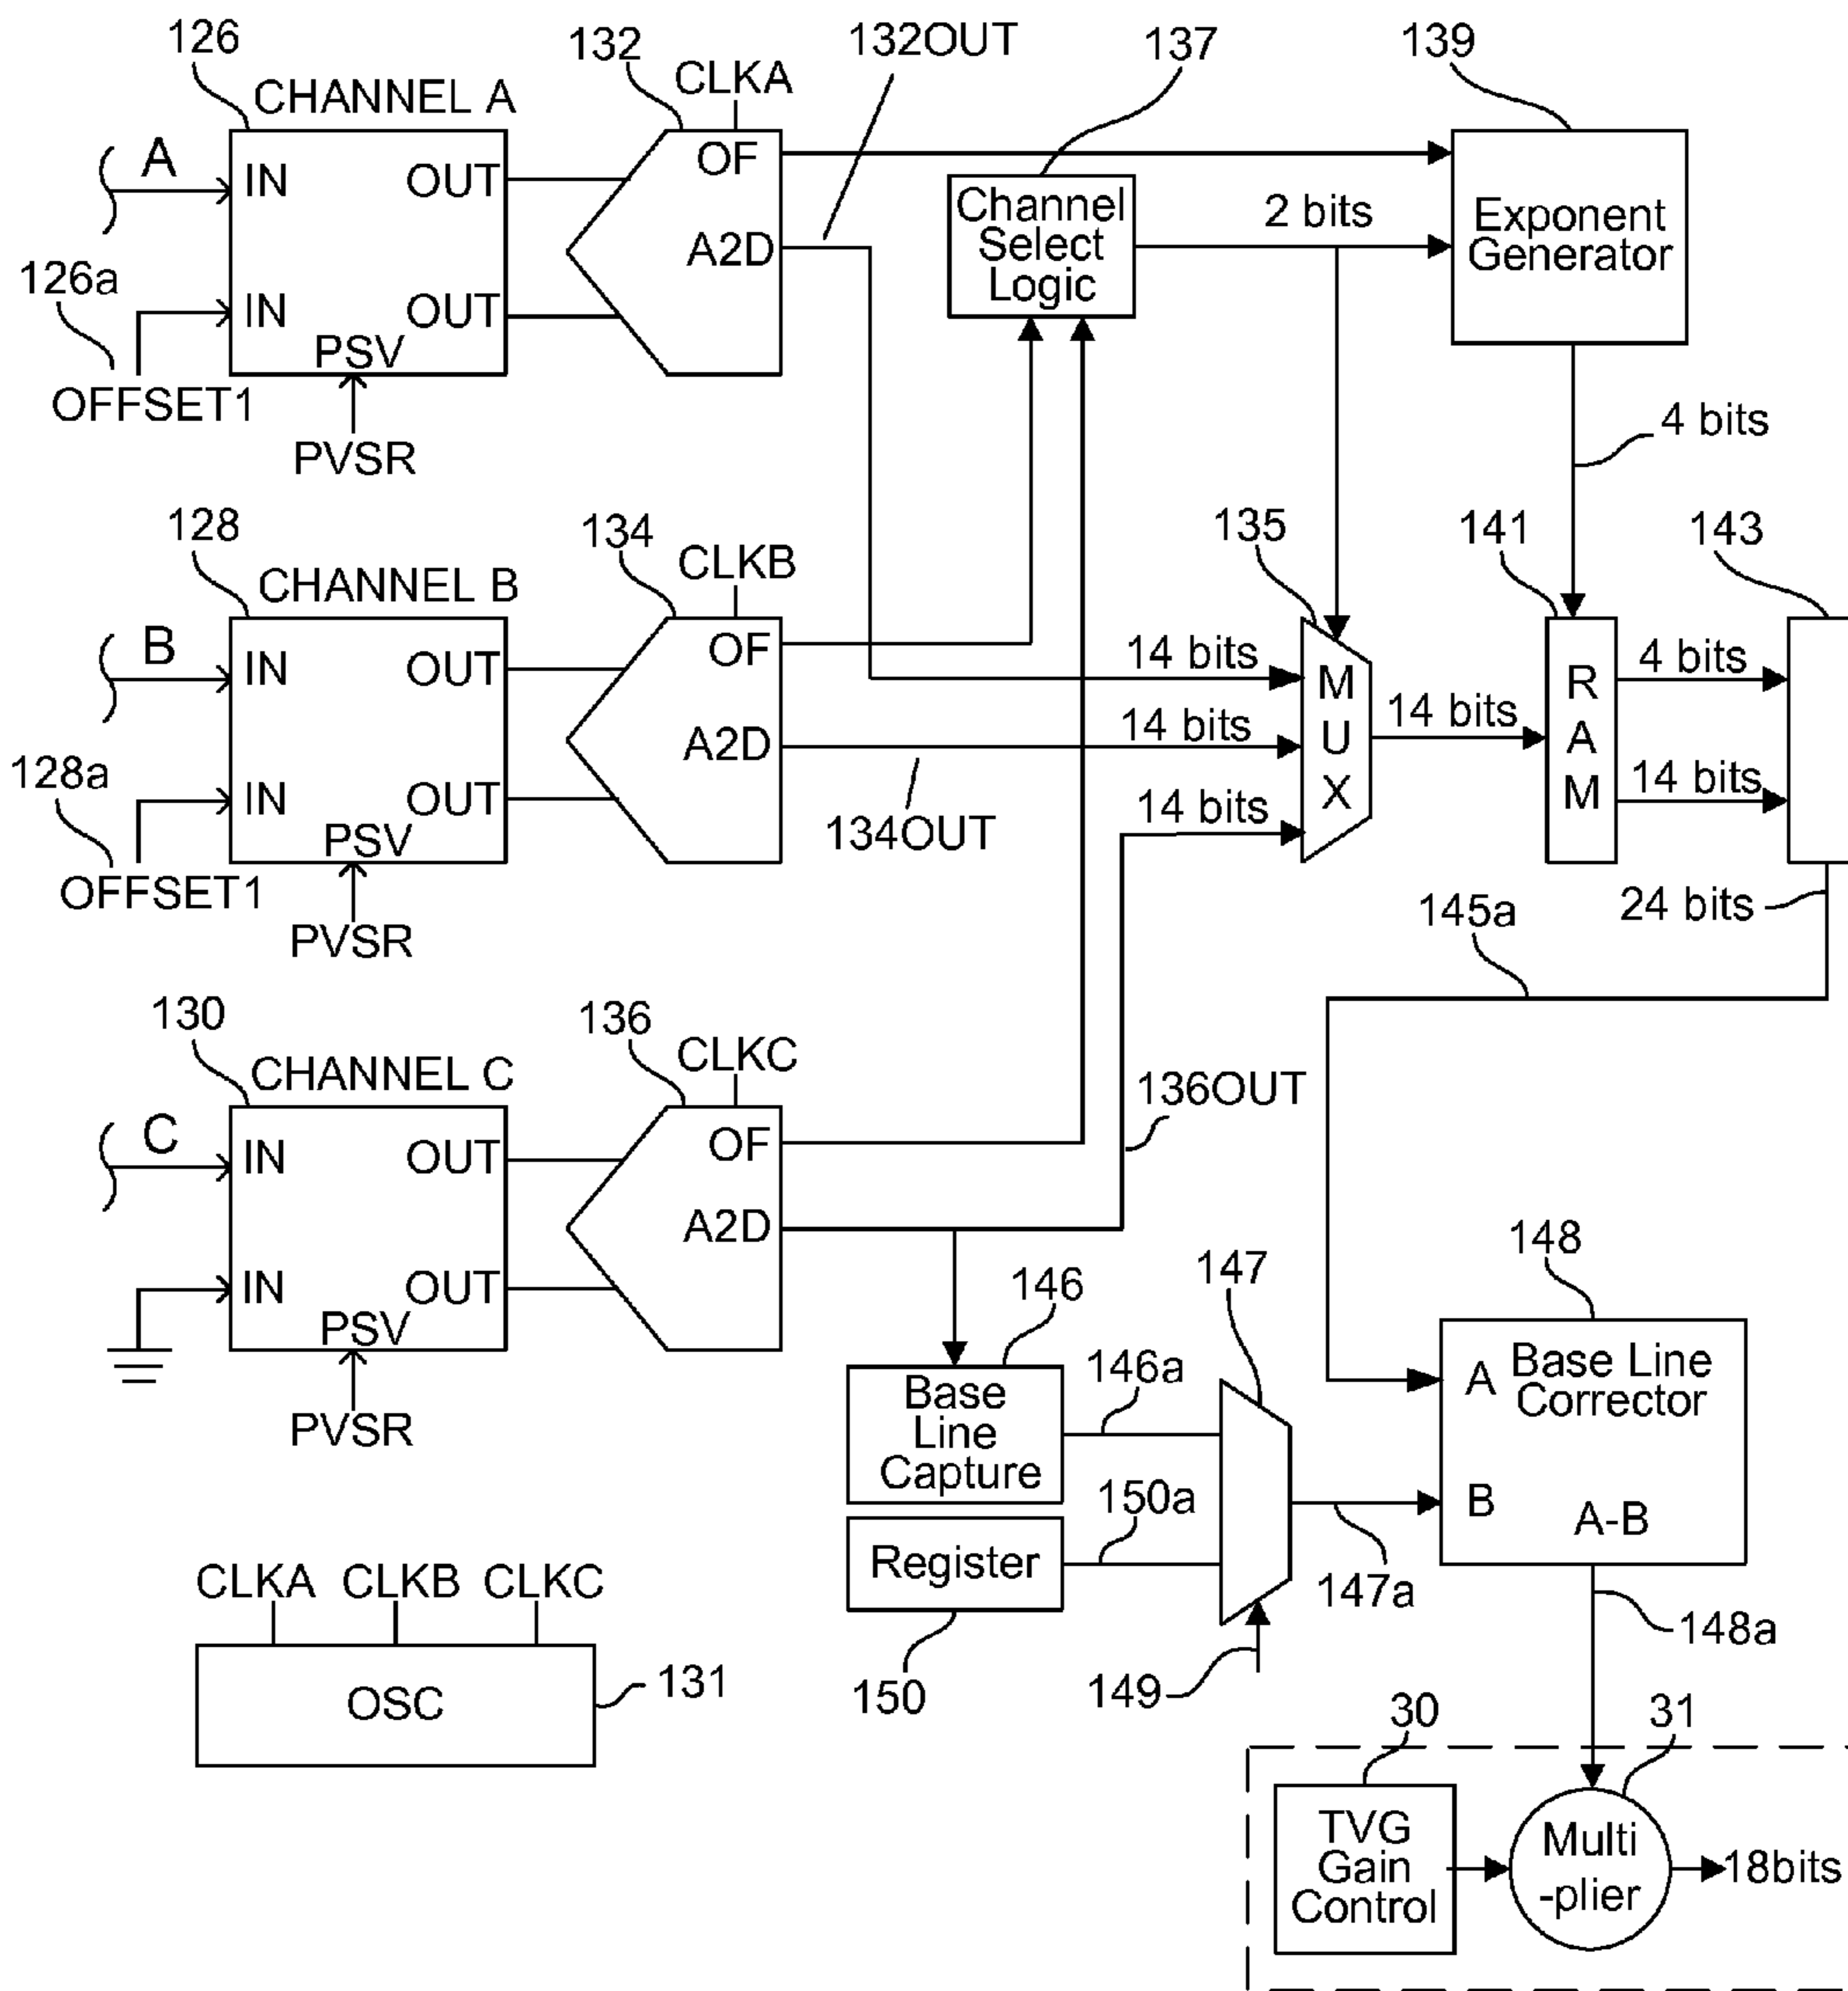 126
132
132OUT
137
139
CHANNEL A
CLKA
A
IN
OUT
OF
A2D
126a
IN
OUT
PSV
OFFSET1
PVSR
Channel
Select
Logic
2 bits
Exponent
Generator
4 bits
128
134
CHANNEL B
CLKB
135
141
143
B
IN
OUT
OF
A2D
128a
IN
OUT
PSV
OFFSET1
PVSR
14 bits
14 bits
14 bits
134OUT
M
U
X
14 bits
R
A
M
4 bits
14 bits
24 bits
145a
130
136
CHANNEL C
CLKC
136OUT
C
IN
OUT
OF
A2D
IN
OUT
PSV
PVSR
146
147
148
Base
Line
Capture
146a
150a
Register
150
149
147a
A
Base Line
Corrector
B
A-B
148a
CLKA
CLKB
CLKC
OSC
131
30
31
TVG
Gain
Control
Multi
-plier
18bits